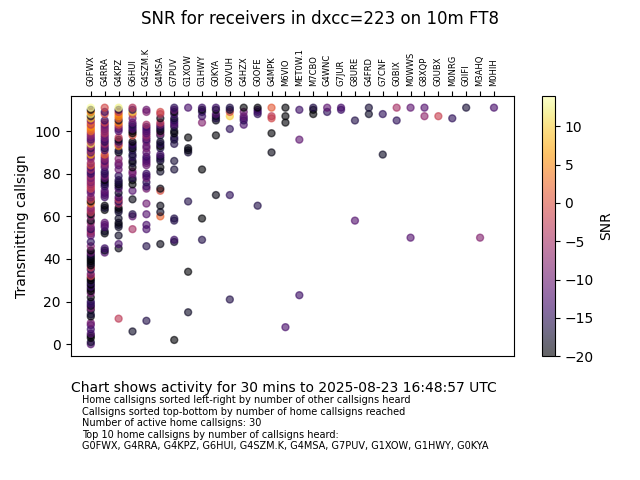 SNR for receivers in dxcc=223 on 10m FT8
G0FWX G4RRA G4KPZ G6HUI G4SZM.K G4MSA G7PUV G1XOW G1HWY G0KYA G0VUH G4HZX G0OFE G4MPK M6VIO MET0W.1 M7CBO G4WNC G7JUR G8URE G4FRD G7CNF G0BIX M0WWS G8XQP G0UBX M0NRG G0IFI M3AHQ M0HIH
Transmitting callsign
100
80
60
40
20
0
10
5
0
−5
−10
−15
−20
SNR
Chart shows activity for 30 mins to 2025-08-23 16:48:57 UTC
Home callsigns sorted left-right by number of other callsigns heard
Callsigns sorted top-bottom by number of home callsigns reached
Number of active home callsigns: 30
Top 10 home callsigns by number of callsigns heard:
G0FWX, G4RRA, G4KPZ, G6HUI, G4SZM.K, G4MSA, G7PUV, G1XOW, G1HWY, G0KYA